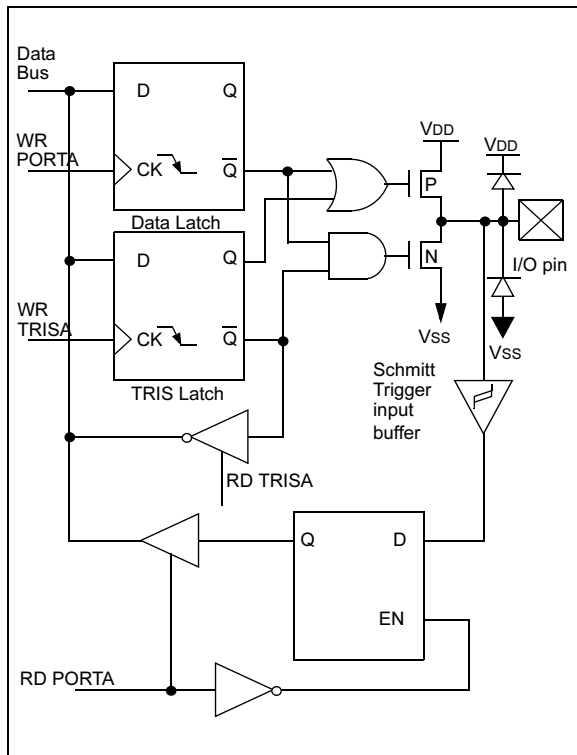 Data
Bus
D
Q
WR
PORTA
CK
Q
VDD
VDD
P
Data Latch
D
Q
N
I/O pin
WR
TRISA
CK
Q
VSS
VSS
TRIS Latch
Schmitt
Trigger
input
buffer
RD TRISA
Q
D
EN
RD PORTA